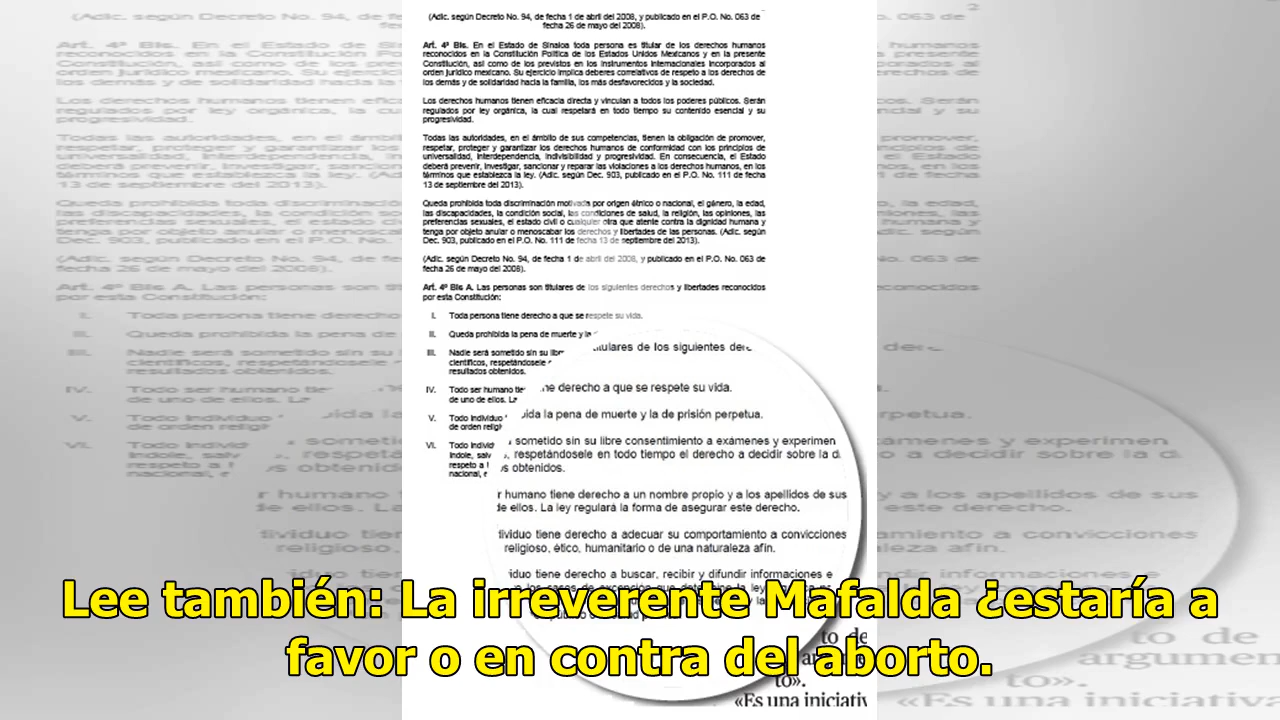 (Adic. según Decreto No. 94, de fecha 1 de abril del 2008, y publicado en el P.O. No. 063 de
fecha 26 de mayo del 2008).
Art. 4º Bis. En el Estado de Sinaloa toda persona es titular de los derechos humanos
reconocidos en la Constitución Política de los Estados Unidos Mexicanos y en la presente
Constitución, así como de los previstos en los Instrumentos Internacionales incorporados al
orden jurídico mexicano. Su ejercicio implica deberes correlativos de respeto a los derechos de
los demás y de solidaridad hacia la familia, los más desfavorecidos y la sociedad.
Los derechos humanos tienen eficacia directa y vinculan a todos los poderes públicos. Serán
regulados por ley orgánica, la cual respetará en todo tiempo su contenido esencial y su
progresividad.
Todas las autoridades, en el ámbito de sus competencias, tienen la obligación de promover,
respetar, proteger y garantizar los derechos humanos de conformidad con los principios de
universalidad, interdependencia, indivisibilidad y progresividad. En consecuencia, el Estado
deberá prevenir, investigar, sancionar y reparar las violaciones a los derechos humanos, en los
términos que establezca la ley. (Adic. según Dec. 903, publicado en el P.O. No. 111 de fecha
13 de septiembre del 2013).
Queda prohibida toda discriminación motivada por origen étnico o nacional, el género, la edad,
las discapacidades, la condición social, las condiciones de salud, la religión, las opiniones, las
preferencias sexuales, el estado civil o cualquier otra que atente contra la dignidad humana y
tenga por objeto anular o menoscabar los derechos y libertades de las personas. (Adic. según
Dec. 903, publicado en el P.O. No. 111 de fecha 13 de septiembre del 2013).
(Adic. según Decreto No. 94, de fecha 1 de abril del 2008, y publicado en el P.O. No. 063 de
fecha 26 de mayo del 2008).
Art. 4º Bis A. Las personas son titulares de los siguientes derechos y libertades reconocidos
por esta Constitución:
I. Toda persona tiene derecho a que se respete su vida.
II. Queda prohibida la pena de muerte y la
III. Nadie será sometido sin su
científicos, respetándosele
resultados obtenidos.
IV. Todo ser humano
de uno de ellos.
V. Todo individuo
de orden
VI. Todo
índole,
respeto a
nacional,
de los siguientes
derecho a que se respete su vida.
la pena de muerte y la de prisión perpetua.
sometido sin su libre consentimiento a exámenes y
respetándosele en todo tiempo el derecho a decidir sobre la
obtenidos.
humano tiene derecho a un nombre propio y a los apellidos de sus
de ellos. La ley regulará la forma de asegurar este derecho.
tiene derecho a adecuar su comportamiento a convicciones
religioso, ético, humanitario o de una naturaleza afín.
tiene derecho a buscar, recibir y difundir informaciones e
Lee también: La irreverente Mafalda ¿estaría a
favor o en contra del aborto.
to».
«Es una